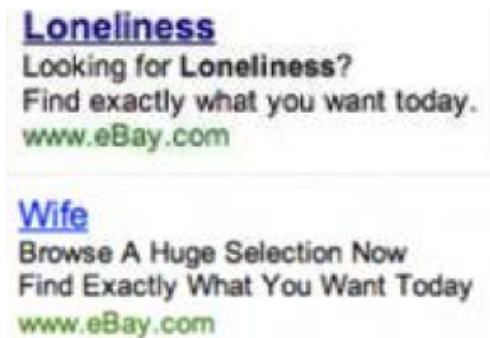 Loneliness
Looking for Loneliness?
Find exactly what you want today.
www.eBay.com
Wife
Browse A Huge Selection Now
Find Exactly What You Want Today
www.eBay.com